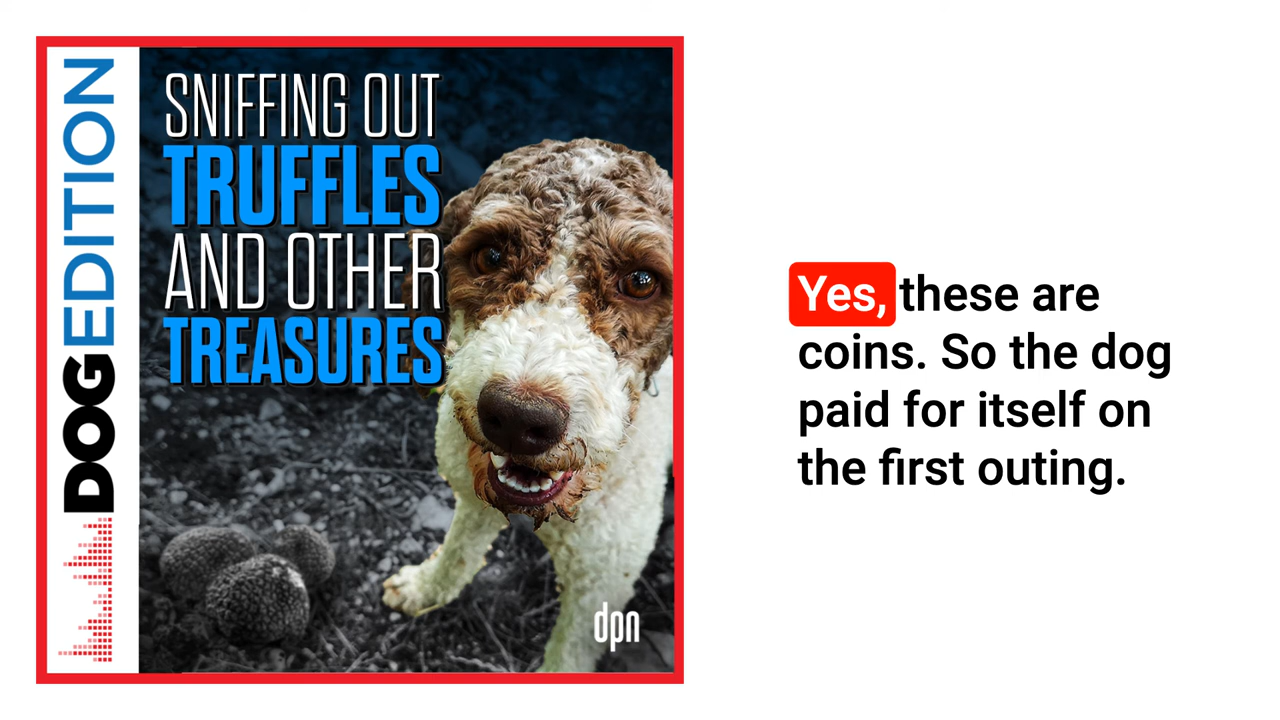 DOGEDITION
SNIFFING OUT
TRUFFLES
AND OTHER
TREASURES
dpn
Yes, these are
coins. So the dog
paid for itself on
the first outing.